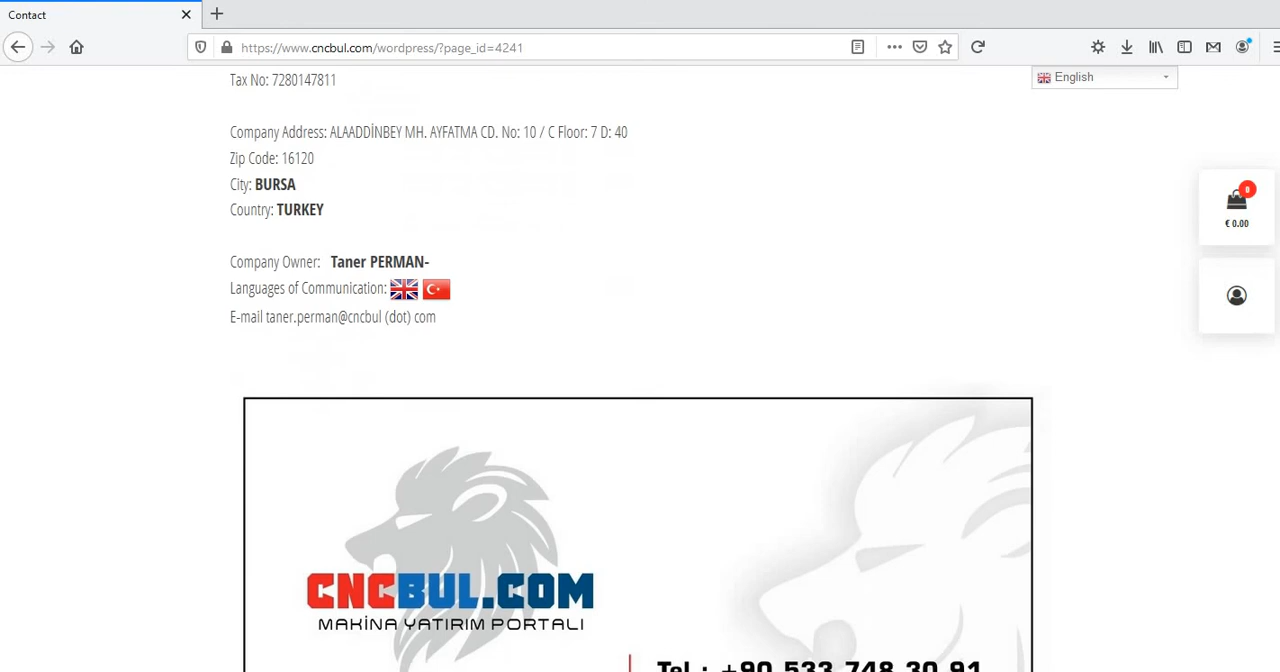 Contact
https://www.cncbul.com/wordpress/?page_id=4241
Tax No: 7280147811
English
Company Address: ALAADDİNBEY MH. AYFATMA CD. No: 10 / C Floor: 7 D: 40
Zip Code: 16120
City: BURSA
Country: TURKEY
0
€ 0.00
Company Owner: Taner PERMAN-
Languages of Communication:
E-mail taner.perman@cncbul (dot) com
CNCBUL.COM
MAKİNA YATIRIM PORTALI
Tel : +90 533 748 30 91